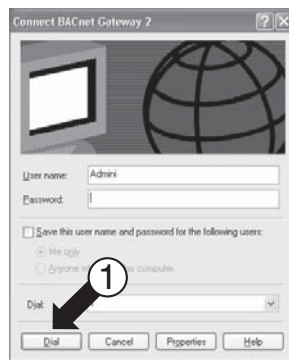 Connect BACnet Gateway 2
User name: Admini
Password:
Save this user name and password for the following users:
Me only
Anyone computer
1
Dial:
Dial Cancel Properties Help